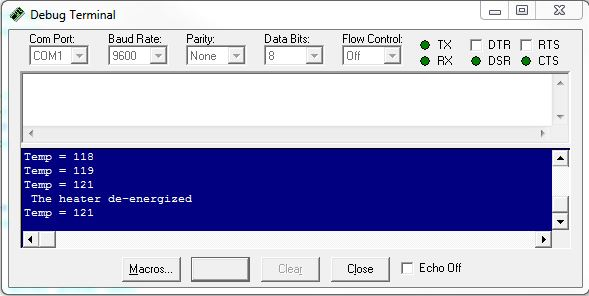 Debug Terminal
Com Port: Baud Rate: Parity: Data Bits: Flow Control: TX DTR RTS
COM1 9600 None 8 Off RX DSR CTS
Temp = 118
Temp = 119
Temp = 121
The heater de-energized
Temp = 121
Macros... Clear Close Echo Off